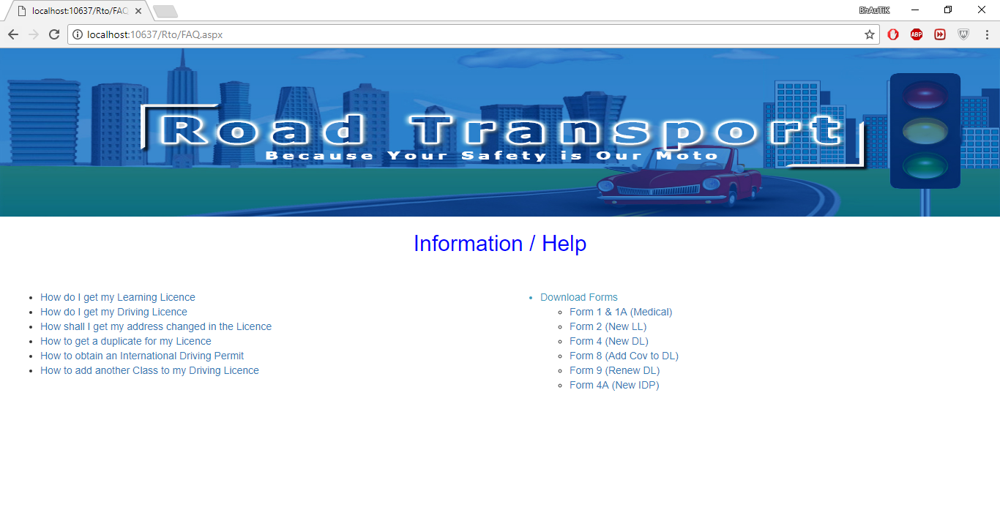 localhost:10637/Rto/FAQ
BhAuTiK
localhost:10637/Rto/FAQ.aspx
ABP
Road Transport
Because Your Safety is Our Moto
Information / Help
How do I get my Learning Licence
How do I get my Driving Licence
How shall I get my address changed in the Licence
How to get a duplicate for my Licence
How to obtain an International Driving Permit
How to add another Class to my Driving Licence
Download Forms
Form 1 & 1A (Medical)
Form 2 (New LL)
Form 4 (New DL)
Form 8 (Add Cov to DL)
Form 9 (Renew DL)
Form 4A (New IDP)